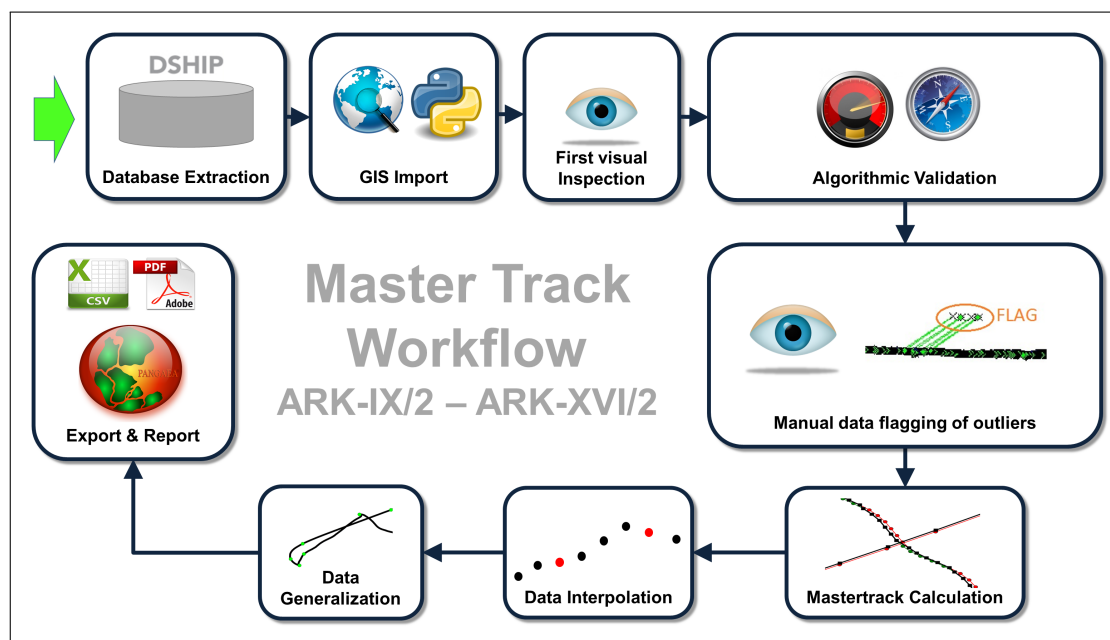 DSHIP
Database Extraction
GIS Import
First visual
Inspection
N
S
Algorithmic Validation
X
CSV
PDF
Adobe
PANGAEA
Export & Report
Master Track
Workflow
ARK-IX/2 – ARK-XVI/2
FLAG
Manual data flagging of outliers
Data
Generalization
Data Interpolation
Mastertrack Calculation